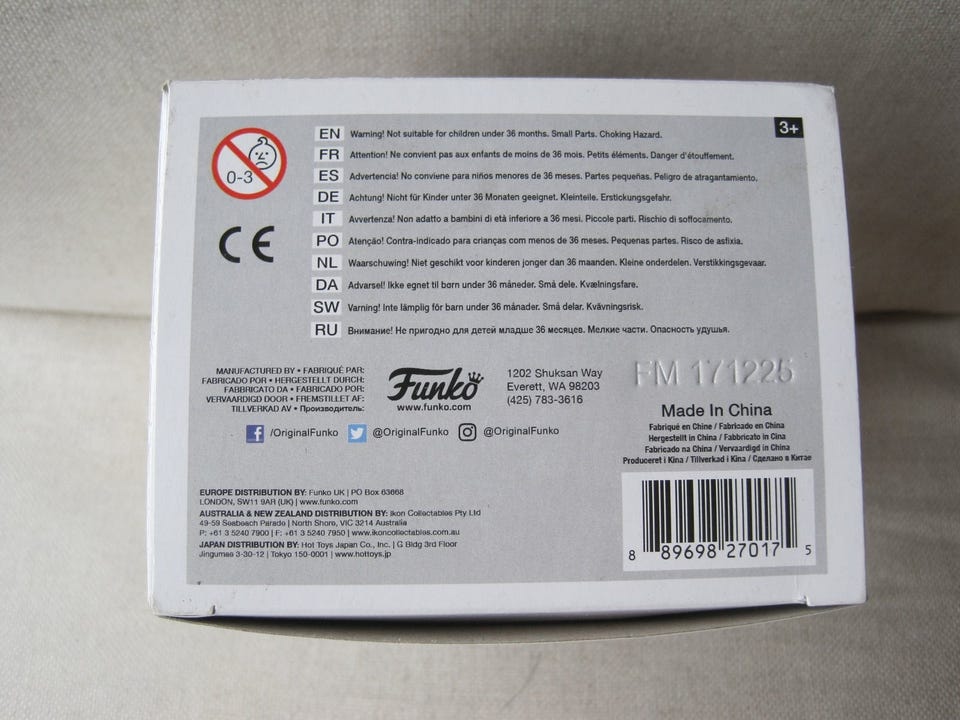 3+
0-3
EN Warning! Not suitable for children under 36 months. Small Parts. Choking Hazard.
FR Attention! Ne convient pas aux enfants de moins de 36 mois. Petits éléments. Danger d'étouffement.
ES Advertencia! No conviene para niños menores de 36 meses. Partes pequeñas. Peligro de atragantamiento.
DE Achtung! Nicht für Kinder unter 36 Monaten geeignet. Kleinteile. Erstickungsgefahr.
IT Avvertenza! Non adatto a bambini di età inferiore a 36 mesi. Piccole parti. Rischio di soffocamento.
PO Atenção! Contra-indicado para crianças com menos de 36 meses. Pequenas partes. Risco de asfixia.
NL Waarschuwing! Niet geschikt voor kinderen jonger dan 36 maanden. Kleine onderdelen. Verstikkingsgevaar.
DA Advarsel! Ikke egnet til børn under 36 måneder. Små dele. Kvælningsfare.
SW Varning! Inte lämplig för barn under 36 månader. Små delar. Kvävningsrisk.
RU Внимание! Не пригодно для детей младше 36 месяцев. Мелкие части. Опасность удушья.
CE
MANUFACTURED BY • FABRIQUÉ PAR:
FABRICADO POR • HERGESTELLT DURCH:
FABBRICATO DA • FABRICADO POR:
VERVAARDIGD DOOR • FREMSTILLET AF:
TILLVERKAD AV • Производитель:
Funko
www.funko.com
1202 Shuksan Way
Everett, WA 98203
(425) 783-3616
FM 171225
/OriginalFunko @OriginalFunko @OriginalFunko
Made In China
Fabriqué en Chine / Fabricado en China
Hergestellt in China / Fabbricato in Cina
Fabricado na China / Vervaardigd in China
Produceret i Kina / Tillverkad i Kina / Сделано в Китае
EUROPE DISTRIBUTION BY: Funko UK | PO Box 63668
LONDON, SW11 9AR (UK) | www.funko.com
AUSTRALIA & NEW ZEALAND DISTRIBUTION BY: Ikon Collectables Pty Ltd
49-59 Seabeach Parade | North Shore, VIC 3214 Australia
P: +61 3 5240 7900 | F: +61 3 5240 7950 | www.ikoncollectables.com.au
JAPAN DISTRIBUTION BY: Hot Toys Japan Co., Inc. | G Bldg 3rd Floor
Jingumae 3-30-12 | Tokyo 150-0001 | www.hottoys.jp
8 89698 27017 5